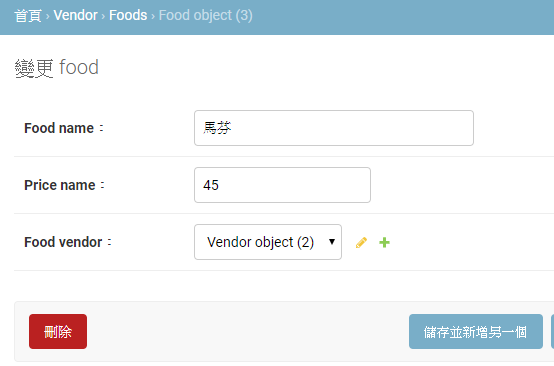 首頁 › Vendor › Foods › Food object (3)
變更 food
Food name：
馬芬
Price name：
45
Food vendor：
Vendor object (2)
刪除
儲存並新增另一個